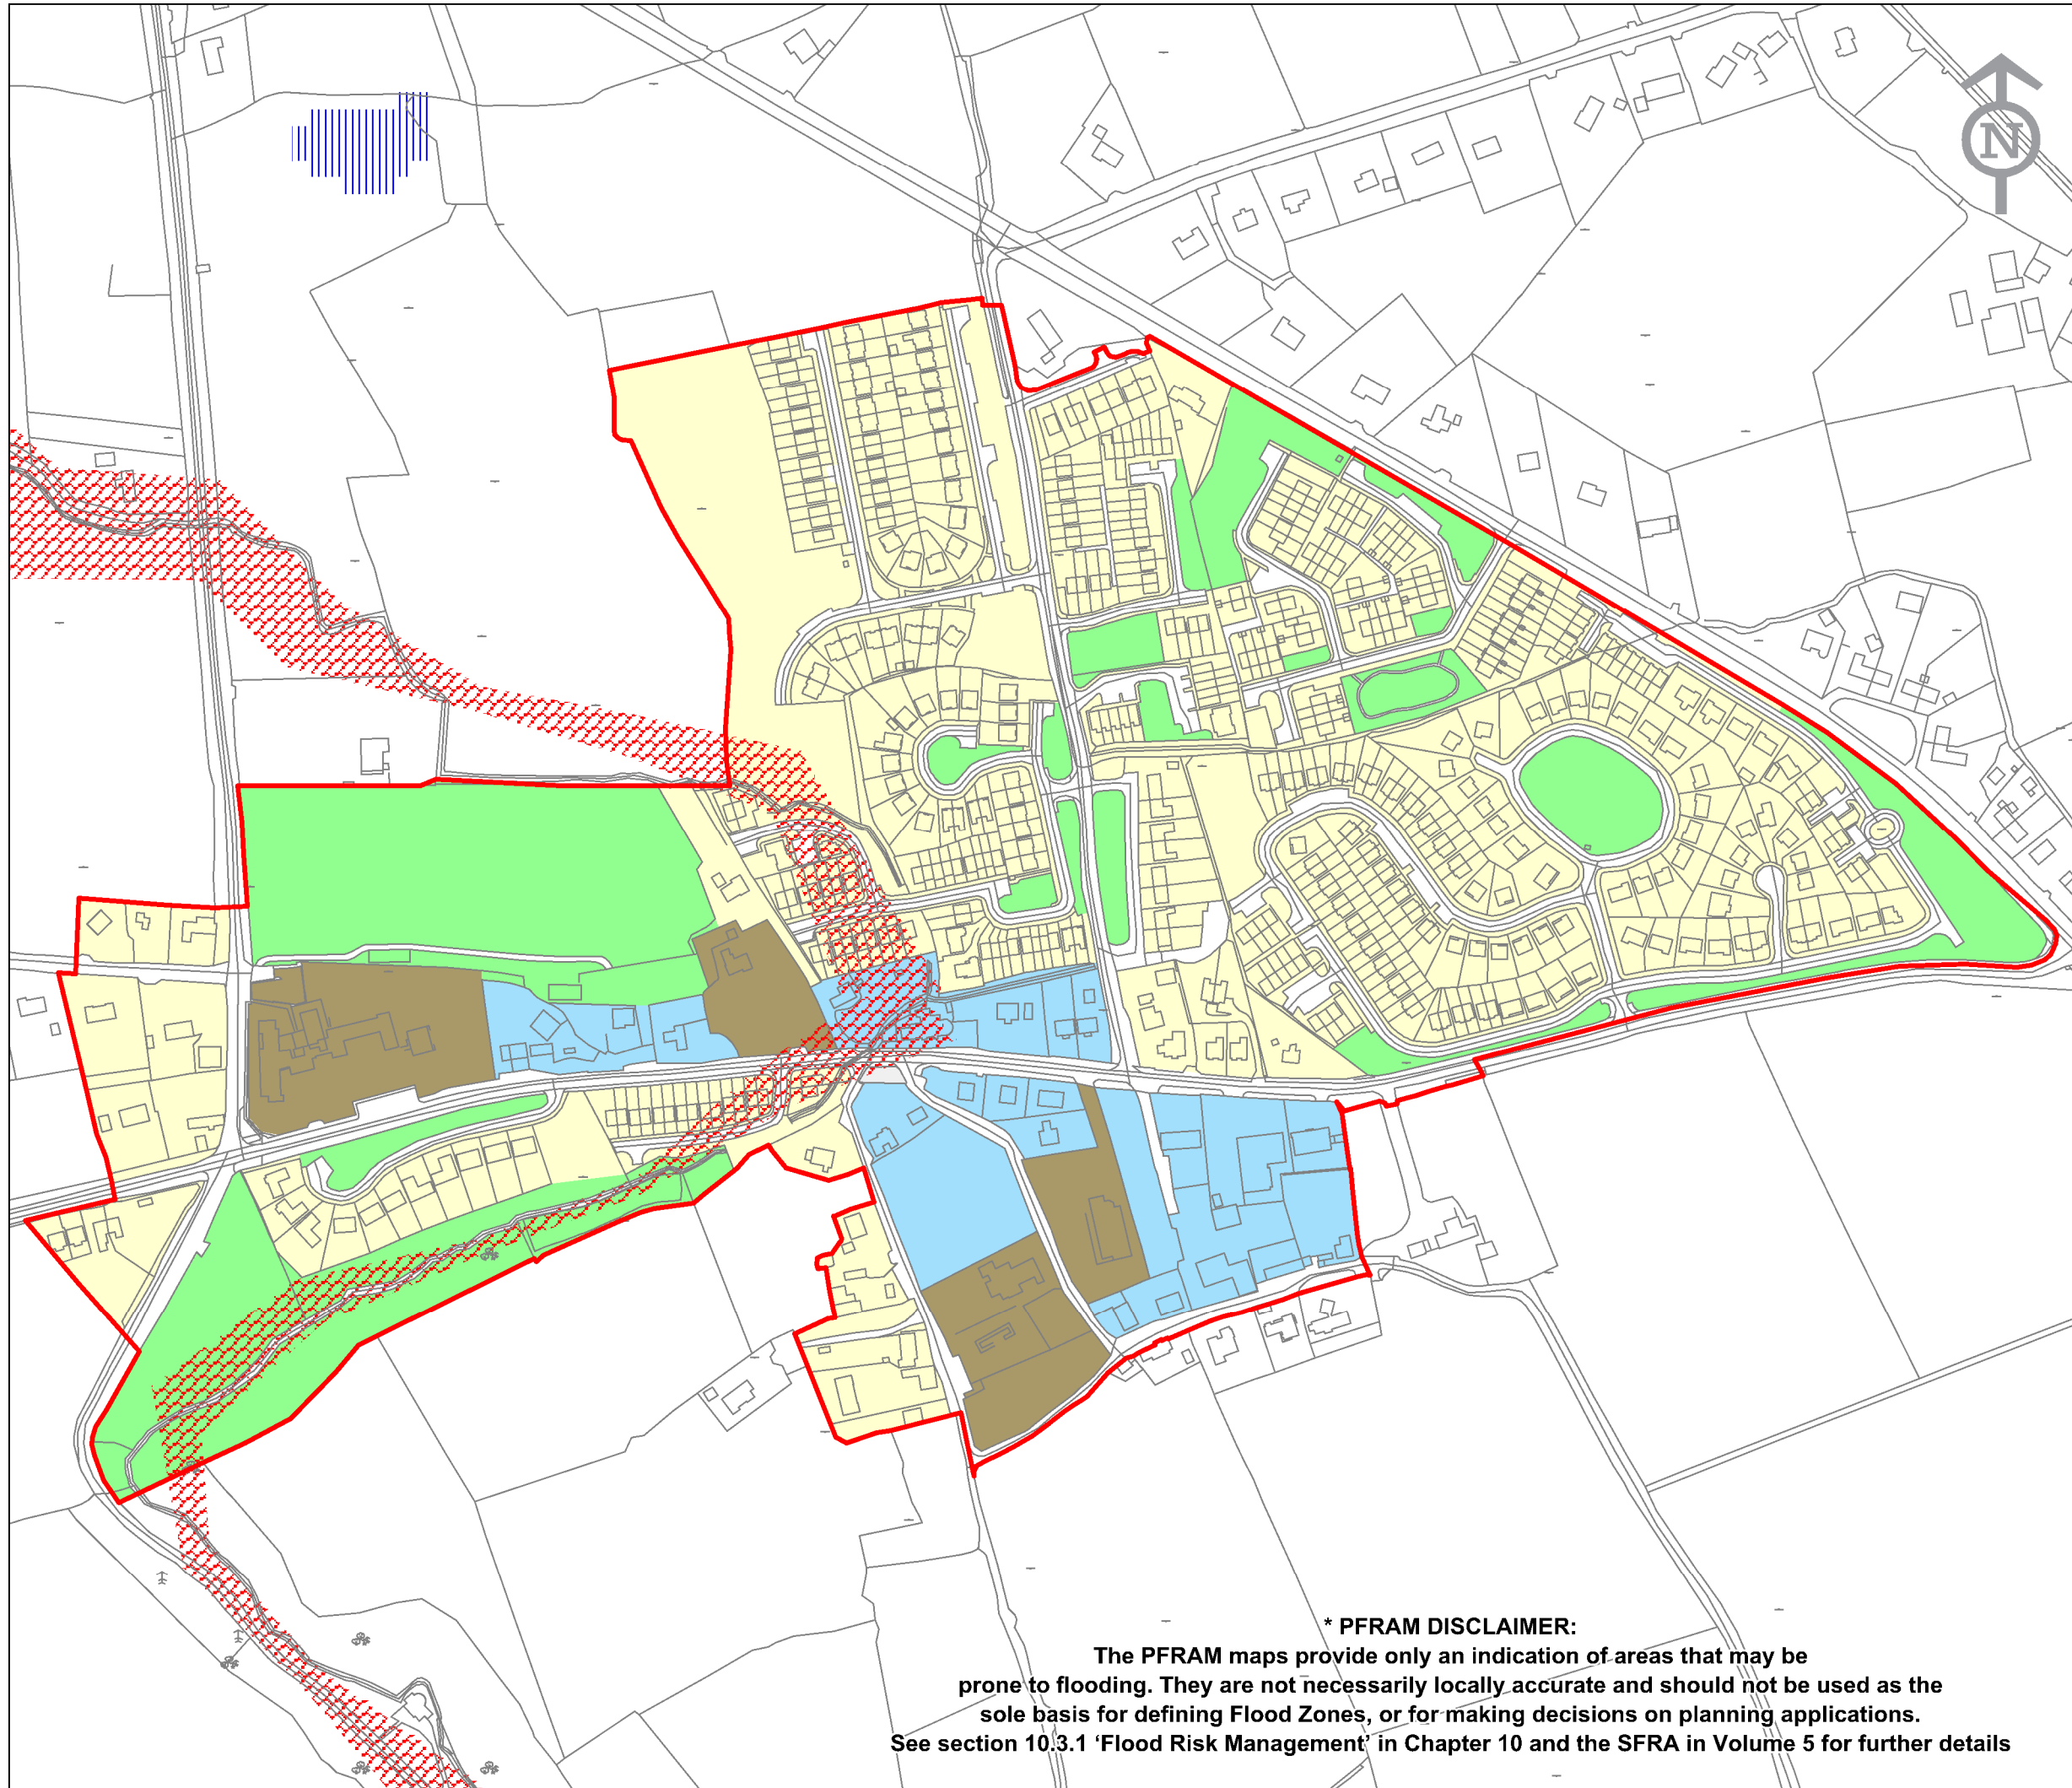 N
* PFRAM DISCLAIMER:
The PFRAM maps provide only an indication of areas that may be
prone to flooding. They are not necessarily locally accurate and should not be used as the
sole basis for defining Flood Zones, or for making decisions on planning applications.
See section 10.3.1 ‘Flood Risk Management’ in Chapter 10 and the SFRA in Volume 5 for further details